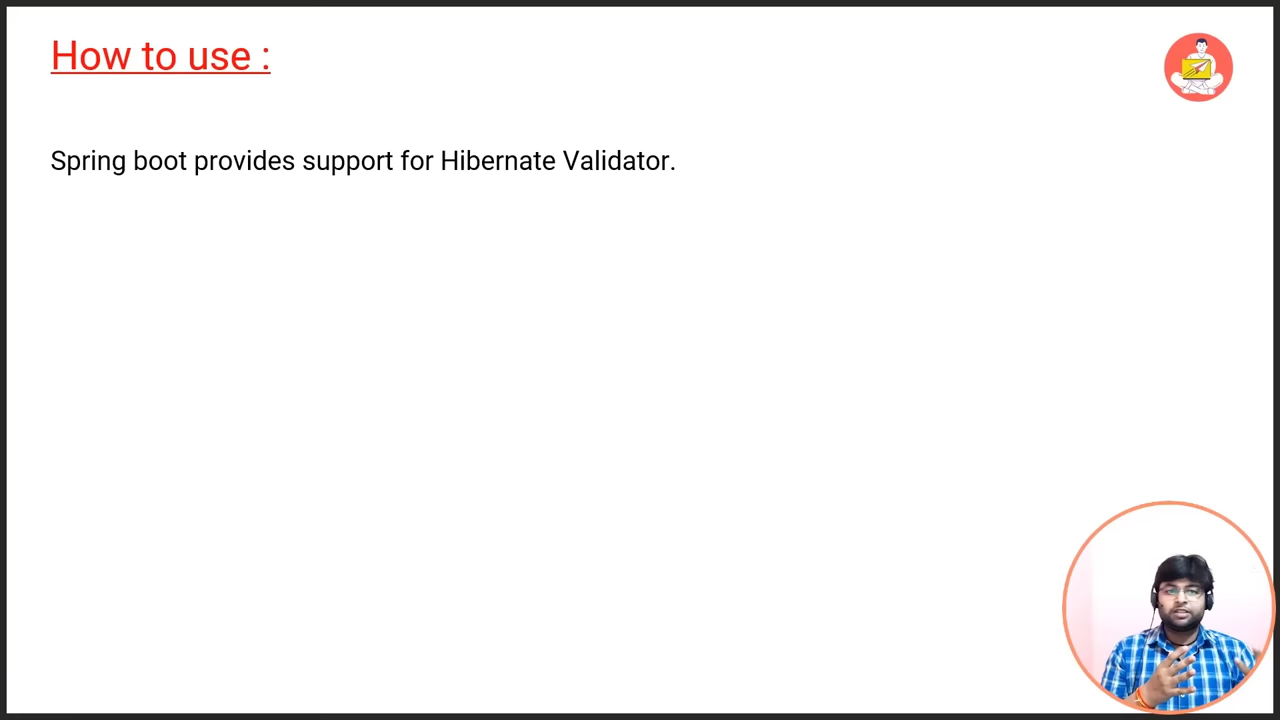 How to use :
Spring boot provides support for Hibernate Validator.